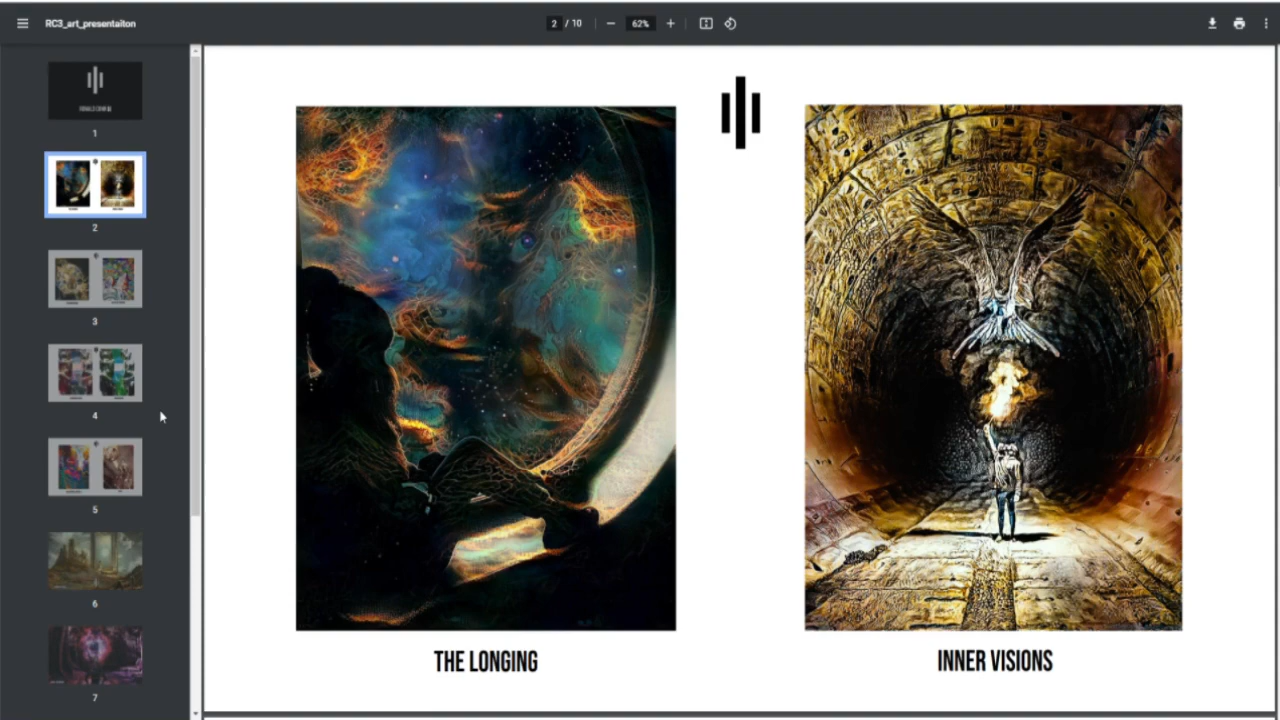 RC3_art_presentaiton
2 / 10
62%
1
2
3
4
5
6
7
THE LONGING
INNER VISIONS